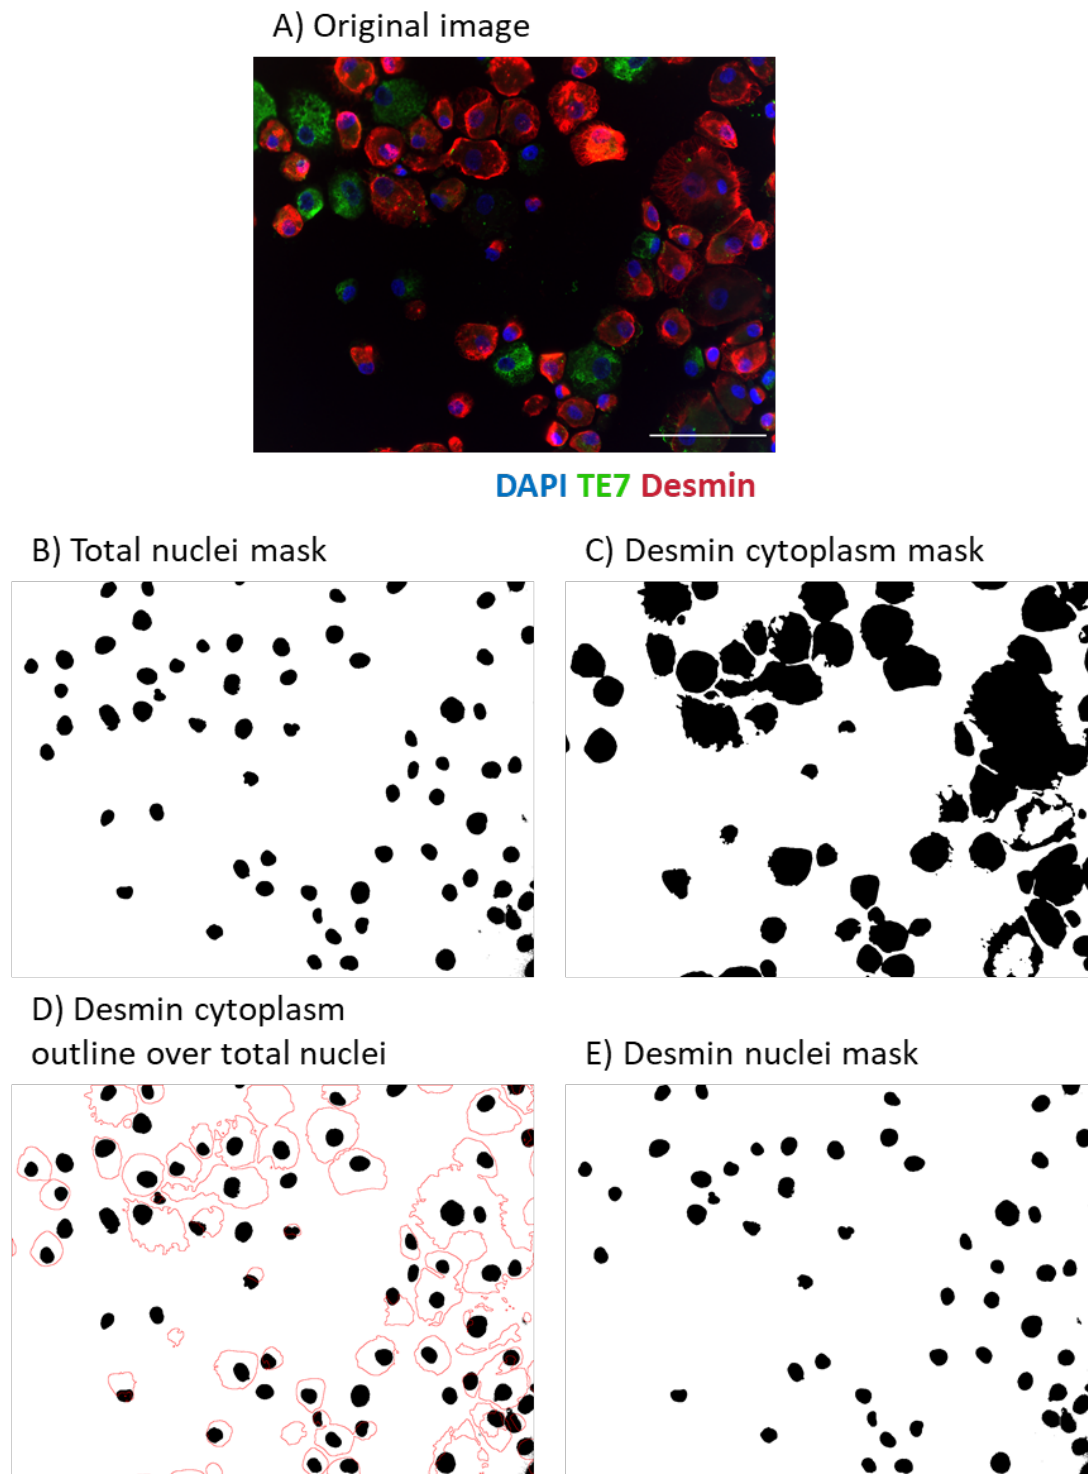 A) Original image
DAPI TE7 Desmin
B) Total nuclei mask
C) Desmin cytoplasm mask
D) Desmin cytoplasm
outline over total nuclei
E) Desmin nuclei mask